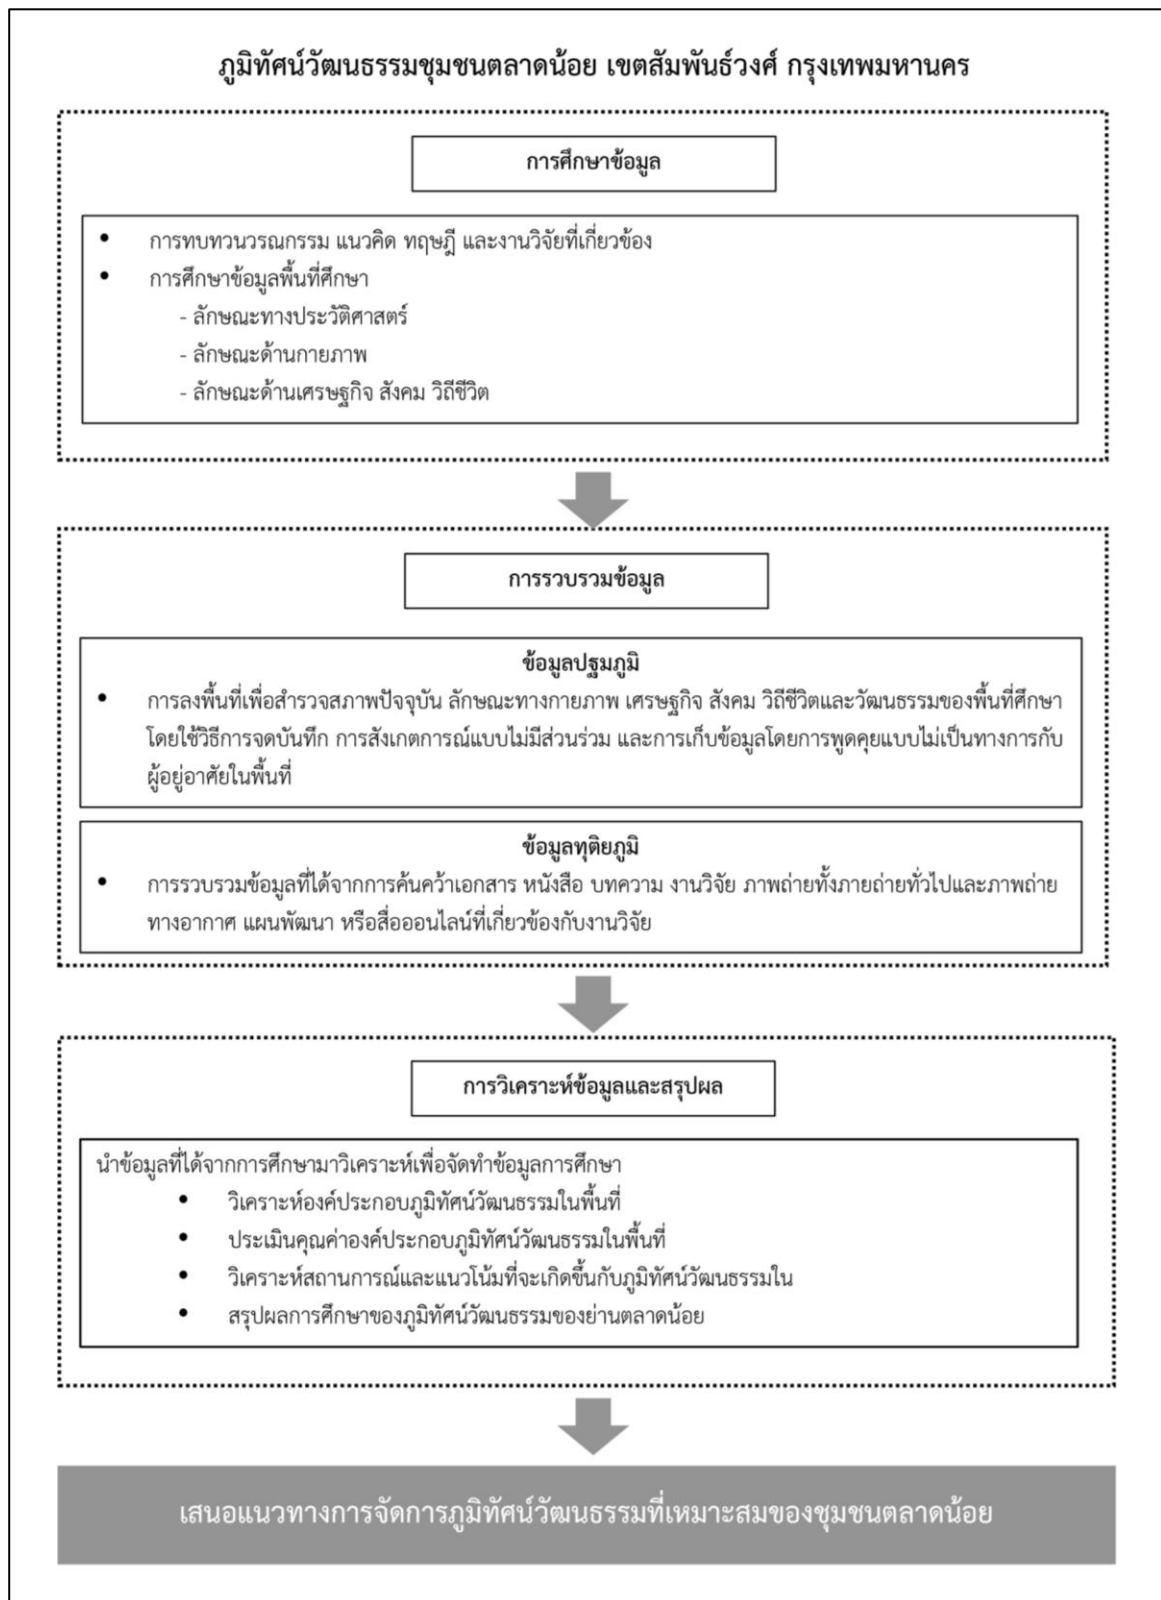 ภูมิทัศน์วัฒนธรรมชุมชนตลาดน้อย เขตสัมพันธ์วงศ์ กรุงเทพมหานคร
การศึกษาข้อมูล
• การทบทวนวรณกรรม แนวคิด ทฤษฎี และงานวิจัยที่เกี่ยวข้อง
• การศึกษาข้อมูลพื้นที่ศึกษา
- ลักษณะทางประวัติศาสตร์
- ลักษณะด้านกายภาพ
- ลักษณะด้านเศรษฐกิจ สังคม วิถีชีวิต
การรวบรวมข้อมูล
ข้อมูลปฐมภูมิ
• การลงพื้นที่เพื่อสำรวจสภาพปัจจุบัน ลักษณะทางกายภาพ เศรษฐกิจ สังคม วิถีชีวิตและวัฒนธรรมของพื้นที่ศึกษา
โดยใช้วิธีการจดบันทึก การสังเกตการณ์แบบไม่มีส่วนร่วม และการเก็บข้อมูลโดยการพูดคุยแบบไม่เป็นทางการกับ
ผู้อยู่อาศัยในพื้นที่
ข้อมูลทุติยภูมิ
• การรวบรวมข้อมูลที่ได้จากการค้นคว้าเอกสาร หนังสือ บทความ งานวิจัย ภาพถ่ายทั้งภายถ่ายทั่วไปและภาพถ่าย
ทางอากาศ แผนพัฒนา หรือสื่อออนไลน์ที่เกี่ยวข้องกับงานวิจัย
การวิเคราะห์ข้อมูลและสรุปผล
นำข้อมูลที่ได้จากการศึกษามาวิเคราะห์เพื่อจัดทำข้อมูลการศึกษา
• วิเคราะห์องค์ประกอบภูมิทัศน์วัฒนธรรมในพื้นที่
• ประเมินคุณค่าองค์ประกอบภูมิทัศน์วัฒนธรรมในพื้นที่
• วิเคราะห์สถานการณ์และแนวโน้มที่จะเกิดขึ้นกับภูมิทัศน์วัฒนธรรมใน
• สรุปผลการศึกษาของภูมิทัศน์วัฒนธรรมของย่านตลาดน้อย
เสนอแนวทางการจัดการภูมิทัศน์วัฒนธรรมที่เหมาะสมของชุมชนตลาดน้อย